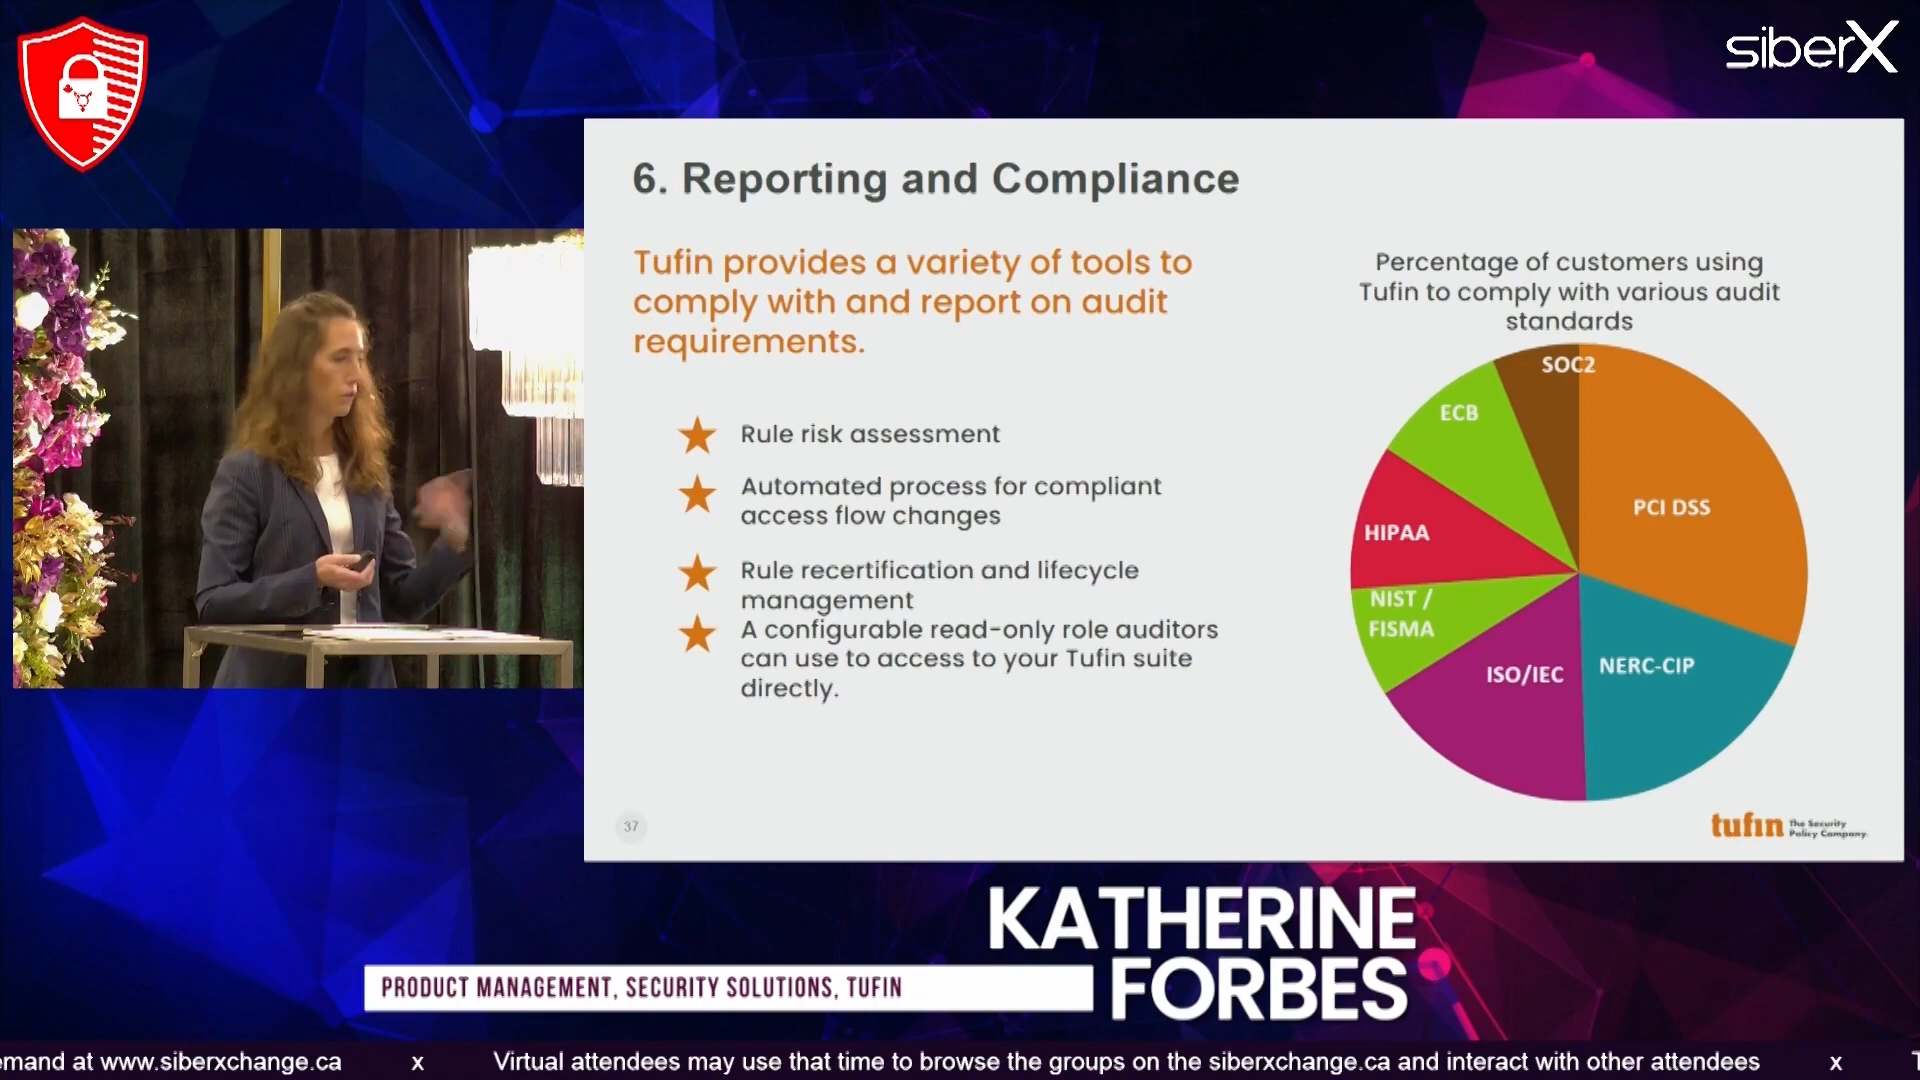 siberX
6. Reporting and Compliance
Tufin provides a variety of tools to
comply with and report on audit
requirements.
Rule risk assessment
Automated process for compliant
access flow changes
Rule recertification and lifecycle
management
A configurable read-only role auditors
can use to access to your Tufin suite
directly.
Percentage of customers using
Tufin to comply with various audit
standards
SOC2
ECB
PCI DSS
HIPAA
NIST /
FISMA
ISO/IEC
NERC-CIP
37
tufin The Security
Policy Company.
KATHERINE
FORBES
PRODUCT MANAGEMENT, SECURITY SOLUTIONS, TUFIN
emand at www.siberxchange.ca x Virtual attendees may use that time to browse the groups on the siberxchange.ca and interact with other attendees x T